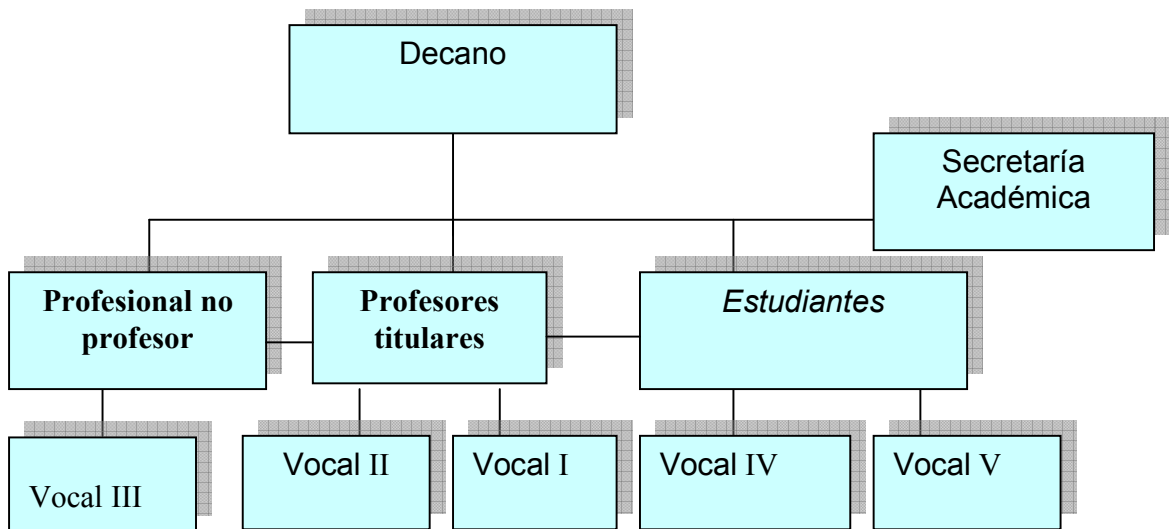 Decano
Secretaría
Académica
Profesional no
profesor
Profesores
titulares
Estudiantes
Vocal III
Vocal II
Vocal I
Vocal IV
Vocal V